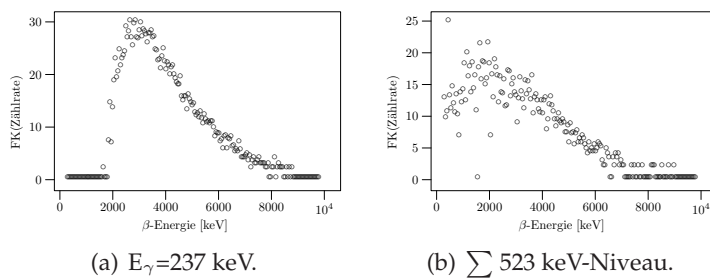 FK(Zählrate)
30
20
10
0
0 2000 4000 6000 8000 10⁴
β-Energie [keV]
(a) Eγ=237 keV.
FK(Zählrate)
25
20
15
10
5
0
0 2000 4000 6000 8000 10⁴
β-Energie [keV]
(b) ∑ 523 keV-Niveau.